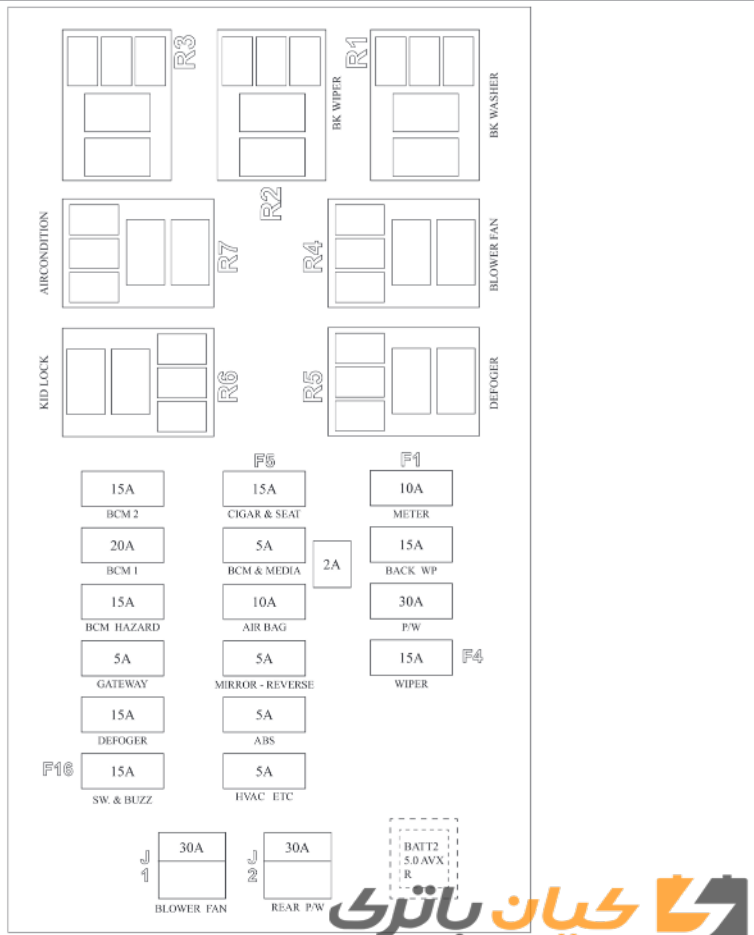 R3
R1
BK WIPER
BK WASHER
R2
AIRCONDITION
R7
R4
BLOWER FAN
KID LOCK
R6
R5
DEFOGER
F5
F1
15A
15A
10A
BCM 2
CIGAR & SEAT
METER
20A
5A
2A
15A
BCM 1
BCM & MEDIA
BACK WP
15A
10A
30A
BCM HAZARD
AIR BAG
P/W
5A
5A
15A
F4
GATEWAY
MIRROR - REVERSE
WIPER
15A
5A
DEFOGER
ABS
F16
15A
5A
SW. & BUZZ
HVAC ETC
J1
30A
J2
30A
BATT2
5.0 AVX
R
BLOWER FAN
REAR P/W
کیان باتری